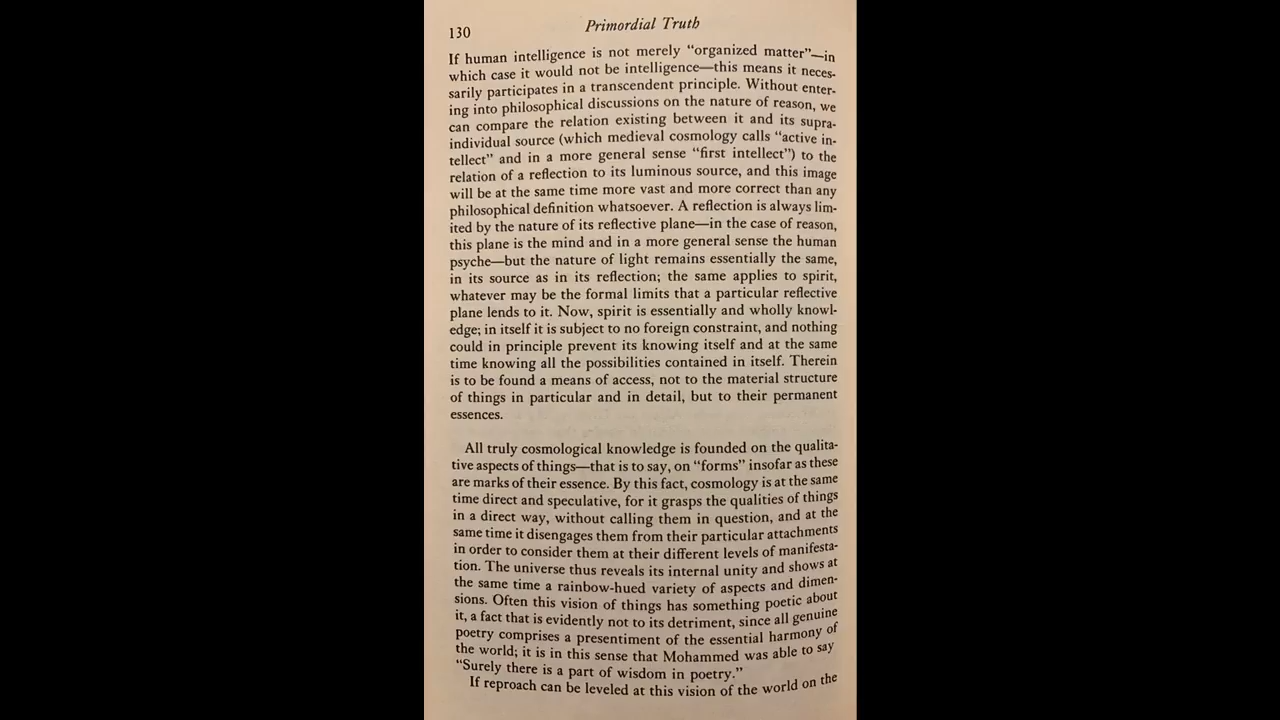 130
Primordial Truth
If human intelligence is not merely “organized matter”—in
which case it would not be intelligence—this means it neces-
sarily participates in a transcendent principle. Without enter-
ing into philosophical discussions on the nature of reason, we
can compare the relation existing between it and its supra-
individual source (which medieval cosmology calls “active in-
tellect” and in a more general sense “first intellect”) to the
relation of a reflection to its luminous source, and this image
will be at the same time more vast and more correct than any
philosophical definition whatsoever. A reflection is always lim-
ited by the nature of its reflective plane—in the case of reason,
this plane is the mind and in a more general sense the human
psyche—but the nature of light remains essentially the same,
in its source as in its reflection; the same applies to spirit,
whatever may be the formal limits that a particular reflective
plane lends to it. Now, spirit is essentially and wholly knowl-
edge; in itself it is subject to no foreign constraint, and nothing
could in principle prevent its knowing itself and at the same
time knowing all the possibilities contained in itself. Therein
is to be found a means of access, not to the material structure
of things in particular and in detail, but to their permanent
essences.
All truly cosmological knowledge is founded on the qualita-
tive aspects of things—that is to say, on “forms” insofar as these
are marks of their essence. By this fact, cosmology is at the same
time direct and speculative, for it grasps the qualities of things
in a direct way, without calling them in question, and at the
same time it disengages them from their particular attachments
in order to consider them at their different levels of manifesta-
tion. The universe thus reveals its internal unity and shows at
the same time a rainbow-hued variety of aspects and dimen-
sions. Often this vision of things has something poetic about
it, a fact that is evidently not to its detriment, since all genuine
poetry comprises a presentiment of the essential harmony of
the world; it is in this sense that Mohammed was able to say
“Surely there is a part of wisdom in poetry.”
If reproach can be leveled at this vision of the world on the